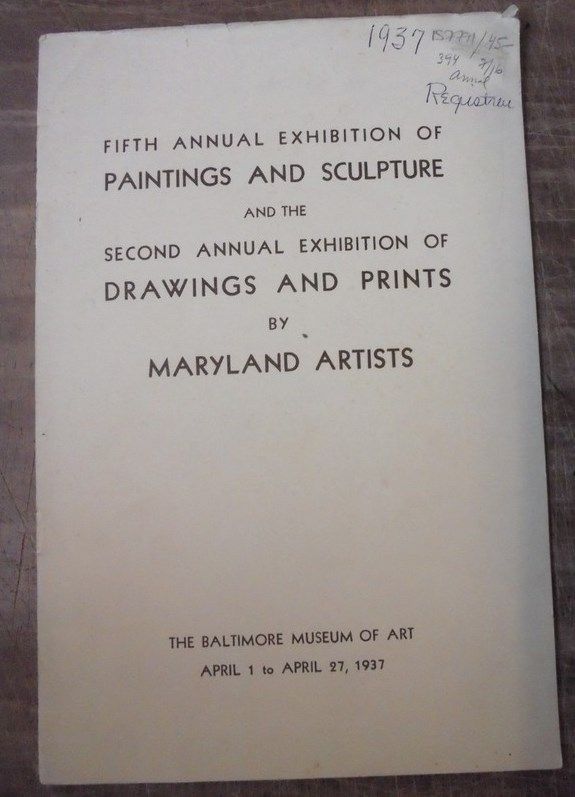 1937
394
Registrar
FIFTH ANNUAL EXHIBITION OF
PAINTINGS AND SCULPTURE
AND THE
SECOND ANNUAL EXHIBITION OF
DRAWINGS AND PRINTS
BY
MARYLAND ARTISTS
THE BALTIMORE MUSEUM OF ART
APRIL 1 to APRIL 27, 1937